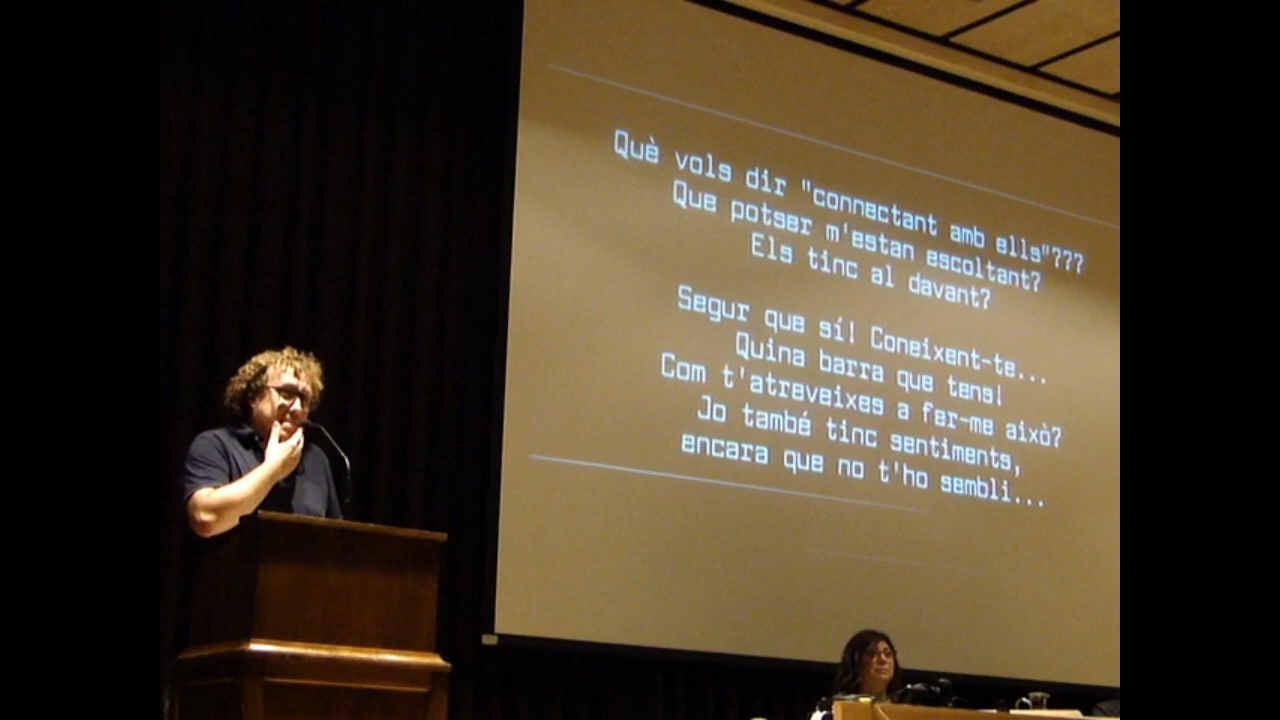 Què vols dir "connectant amb ells"???
Que potser m'estan escoltant?
Els tinc al davant?
Segur que sí! Coneixent-te...
Quina barra que tens!
Com t'atreveixes a fer-me això?
Jo també tinc sentiments,
encara que no t'ho sembli...